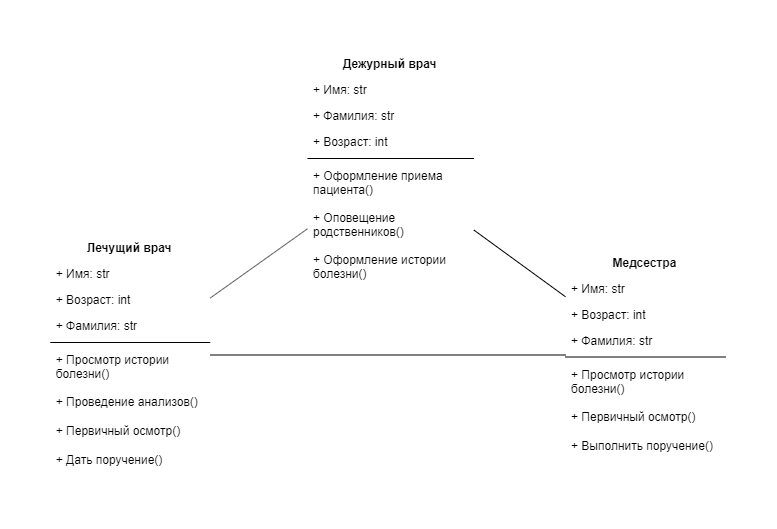 Дежурный врач
+ Имя: str
+ Фамилия: str
+ Возраст: int
+ Оформление приема
пациента()
+ Оповещение
родственников()
+ Оформление истории
болезни()
Лечущий врач
+ Имя: str
+ Возраст: int
+ Фамилия: str
+ Просмотр истории
болезни()
+ Проведение анализов()
+ Первичный осмотр()
+ Дать поручение()
Медсестра
+ Имя: str
+ Возраст: int
+ Фамилия: str
+ Просмотр истории
болезни()
+ Первичный осмотр()
+ Выполнить поручение()